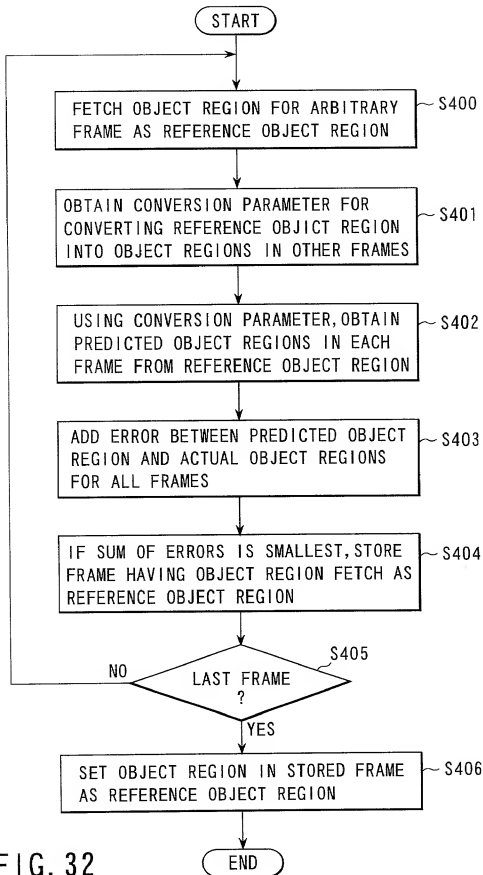 START
FETCH OBJECT REGION FOR ARBITRARY
FRAME AS REFERENCE OBJECT REGION
S400
OBTAIN CONVERSION PARAMETER FOR
CONVERTING REFERENCE OBJICT REGION
INTO OBJECT REGIONS IN OTHER FRAMES
S401
USING CONVERSION PARAMETER, OBTAIN
PREDICTED OBJECT REGIONS IN EACH
FRAME FROM REFERENCE OBJECT REGION
S402
ADD ERROR BETWEEN PREDICTED OBJECT
REGION AND ACTUAL OBJECT REGIONS
FOR ALL FRAMES
S403
IF SUM OF ERRORS IS SMALLEST, STORE
FRAME HAVING OBJECT REGION FETCH AS
REFERENCE OBJECT REGION
S404
LAST FRAME
?
S405
NO
YES
SET OBJECT REGION IN STORED FRAME
AS REFERENCE OBJECT REGION
S406
END
FIG. 32